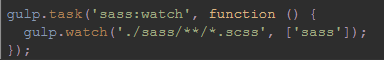 gulp.task('sass:watch', function () {
  gulp.watch('./sass/**/*.scss', ['sass']);
});